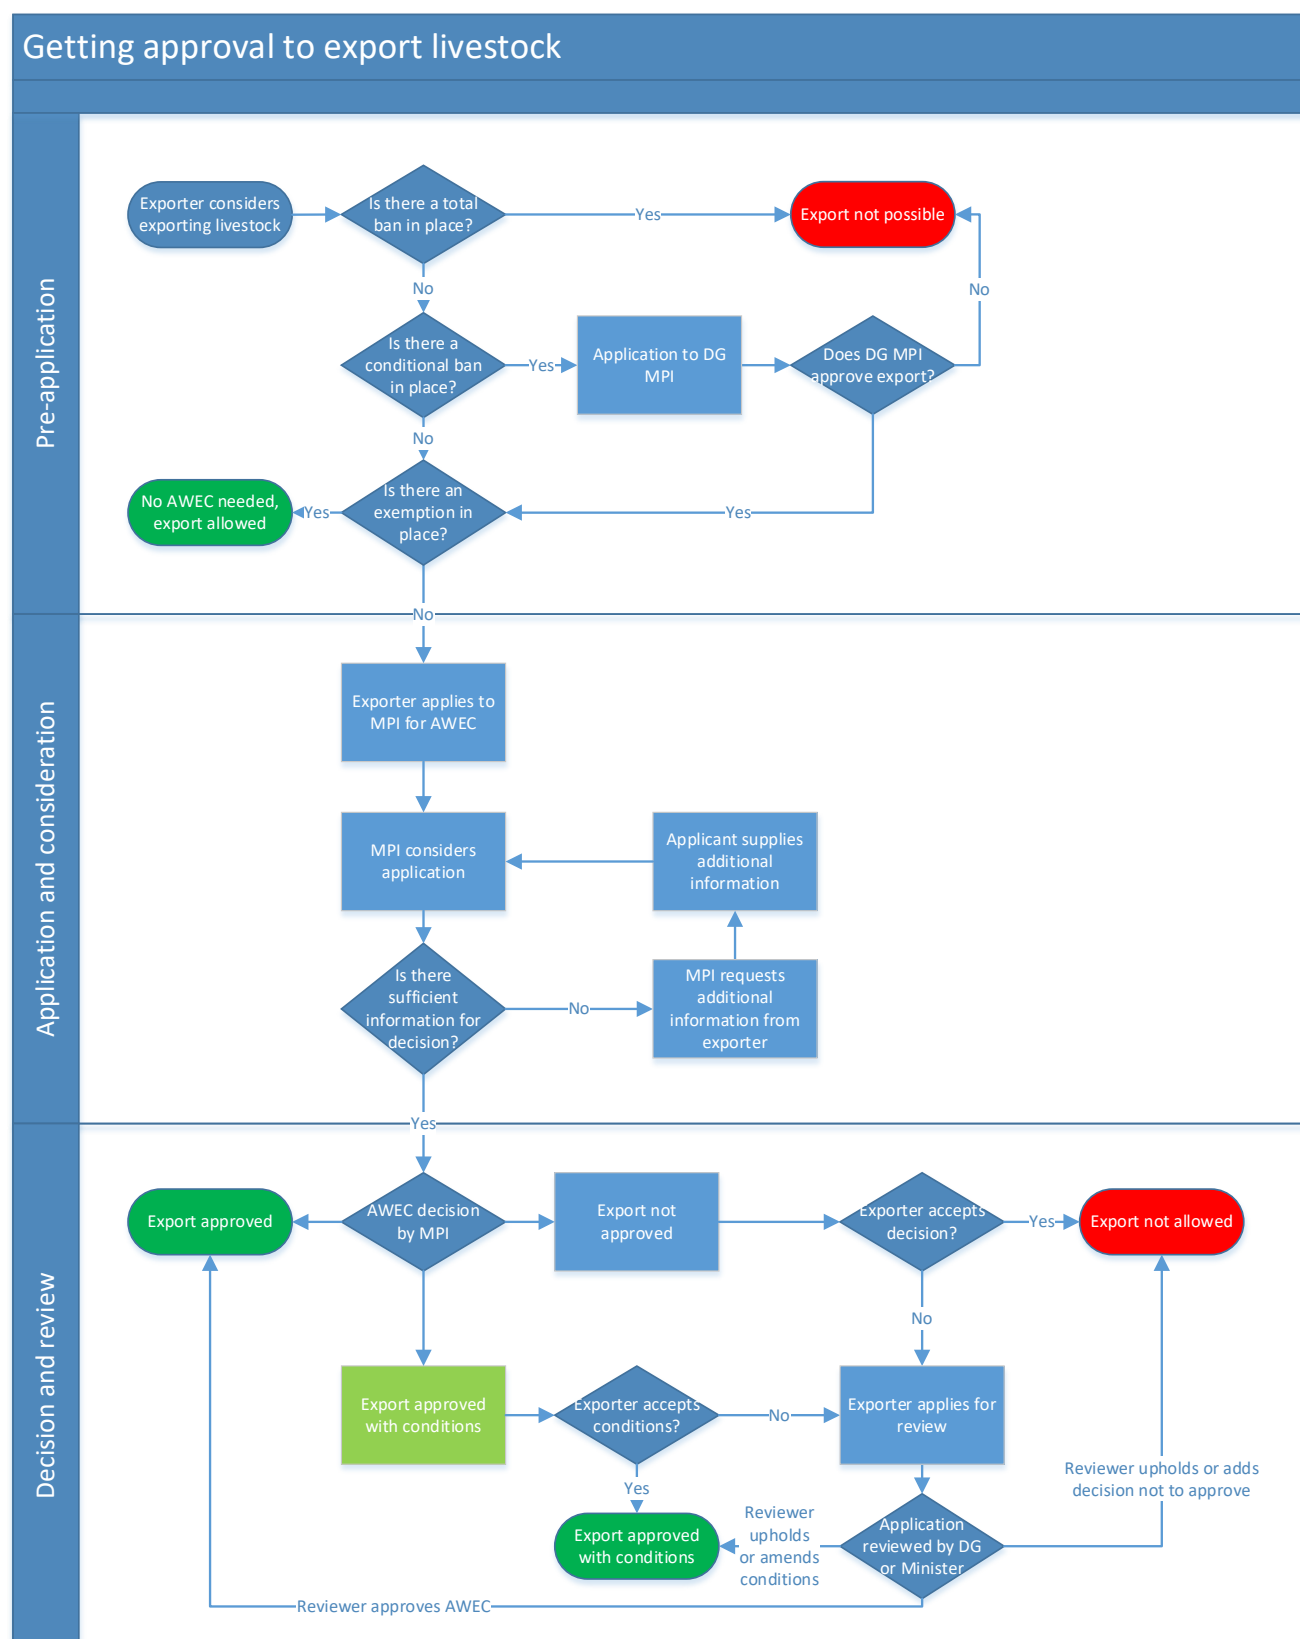 Getting approval to export livestock
Pre-application
Exporter considers
exporting livestock
Is there a total
ban in place?
Yes
Export not possible
No
No
Is there a
conditional ban
in place?
Yes
Application to DG
MPI
Does DG MPI
approve export?
No
No AWEC needed,
export allowed
Yes
Is there an
exemption in
place?
Yes
No
Application and consideration
Exporter applies to
MPI for AWEC
MPI considers
application
Applicant supplies
additional
information
Is there
sufficient
information for
decision?
No
MPI requests
additional
information from
exporter
Yes
Decision and review
Export approved
AWEC decision
by MPI
Export not
approved
Exporter accepts
decision?
Yes
Export not allowed
No
Export approved
with conditions
Exporter accepts
conditions?
No
Exporter applies for
review
Yes
Reviewer upholds or adds
decision not to approve
Export approved
with conditions
Reviewer
upholds
or amends
conditions
Application
reviewed by DG
or Minister
Reviewer approves AWEC